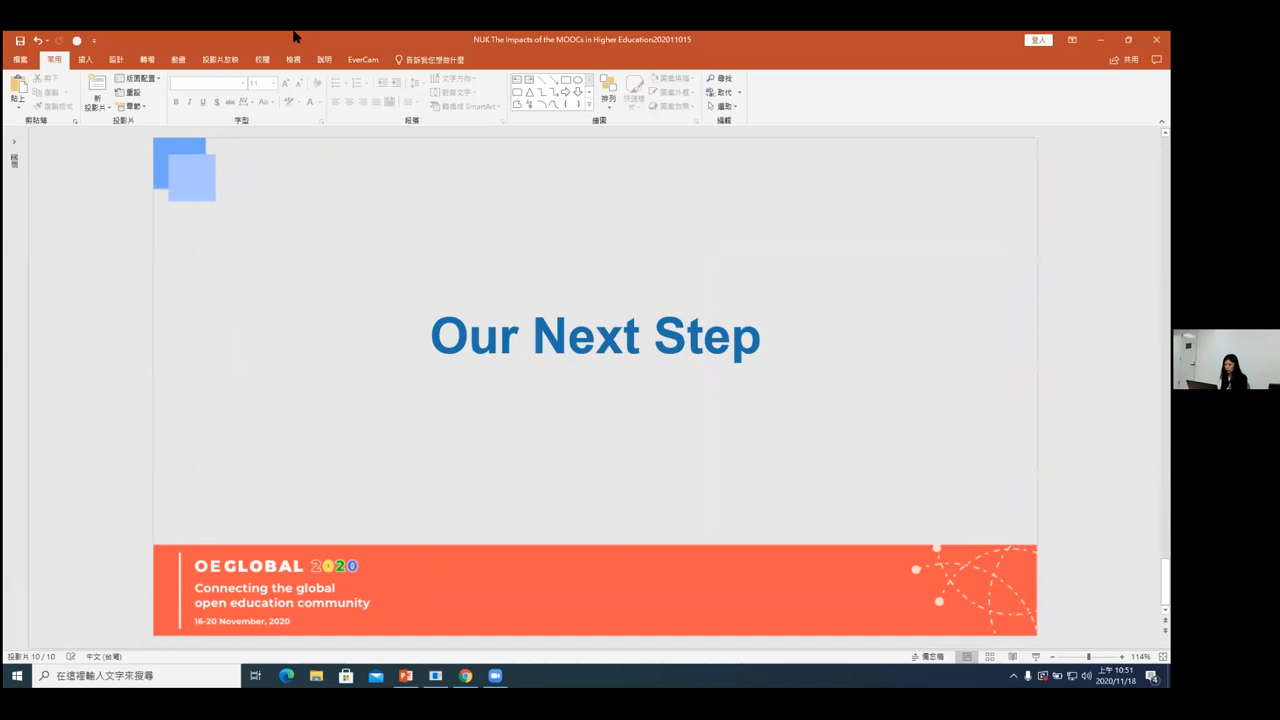 NUK The Impacts of the MOOCs in Higher Education202011015
登入
檔案 常用 插入 設計 轉場 動畫 投影片放映 校閱 檢視 說明 EverCam 告訴我您想做什麼 共用
貼上 剪下 複製 複製格式 剪貼簿
新投影片 版面配置 重設 章節 投影片
11 B I U S abc AV Aa A 字型
文字方向 對齊文字 轉換成 SmartArt 段落
排列 快速樣式 圖案填滿 圖案外框 圖案效果 繪圖
尋找 取代 選取 編輯
Our Next Step
OEGLOBAL 2020
Connecting the global
open education community
16-20 November, 2020
投影片 10 / 10 中文 (台灣) 備忘稿 114%
在這裡輸入文字來搜尋
上午 10:51
2020/11/18
4